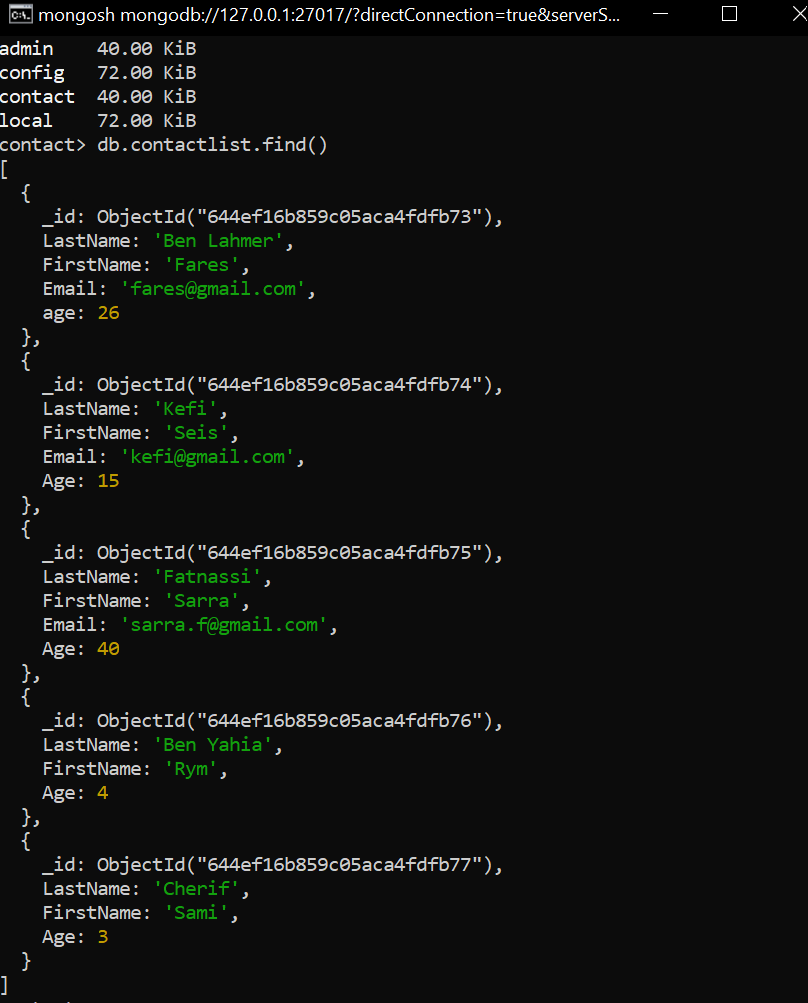 mongosh mongodb://127.0.0.1:27017/?directConnection=true&serverS...
admin    40.00 KiB
config   72.00 KiB
contact  40.00 KiB
local    72.00 KiB
contact> db.contactlist.find()
[
  {
    _id: ObjectId("644ef16b859c05aca4fdfb73"),
    LastName: 'Ben Lahmer',
    FirstName: 'Fares',
    Email: 'fares@gmail.com',
    age: 26
  },
  {
    _id: ObjectId("644ef16b859c05aca4fdfb74"),
    LastName: 'Kefi',
    FirstName: 'Seis',
    Email: 'kefi@gmail.com',
    Age: 15
  },
  {
    _id: ObjectId("644ef16b859c05aca4fdfb75"),
    LastName: 'Fatnassi',
    FirstName: 'Sarra',
    Email: 'sarra.f@gmail.com',
    Age: 40
  },
  {
    _id: ObjectId("644ef16b859c05aca4fdfb76"),
    LastName: 'Ben Yahia',
    FirstName: 'Rym',
    Age: 4
  },
  {
    _id: ObjectId("644ef16b859c05aca4fdfb77"),
    LastName: 'Cherif',
    FirstName: 'Sami',
    Age: 3
  }
]